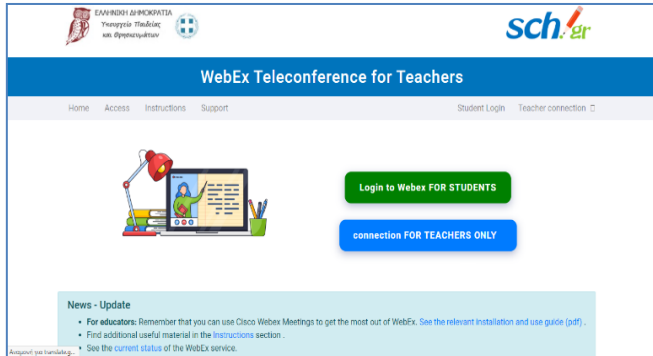 ΕΛΛΗΝΙΚΗ ΔΗΜΟΚΡΑΤΙΑ
Υπουργείο Παιδείας
και Θρησκευμάτων
sch.gr
WebEx Teleconference for Teachers
Home Access Instructions Support Student Login Teacher connection
Login to Webex FOR STUDENTS
connection FOR TEACHERS ONLY
News - Update
• For educators: Remember that you can use Cisco Webex Meetings to get the most out of WebEx. See the relevant installation and use guide (pdf) .
• Find additional useful material in the Instructions section .
• See the current status of the WebEx service.
Αναμονή για translate.g...